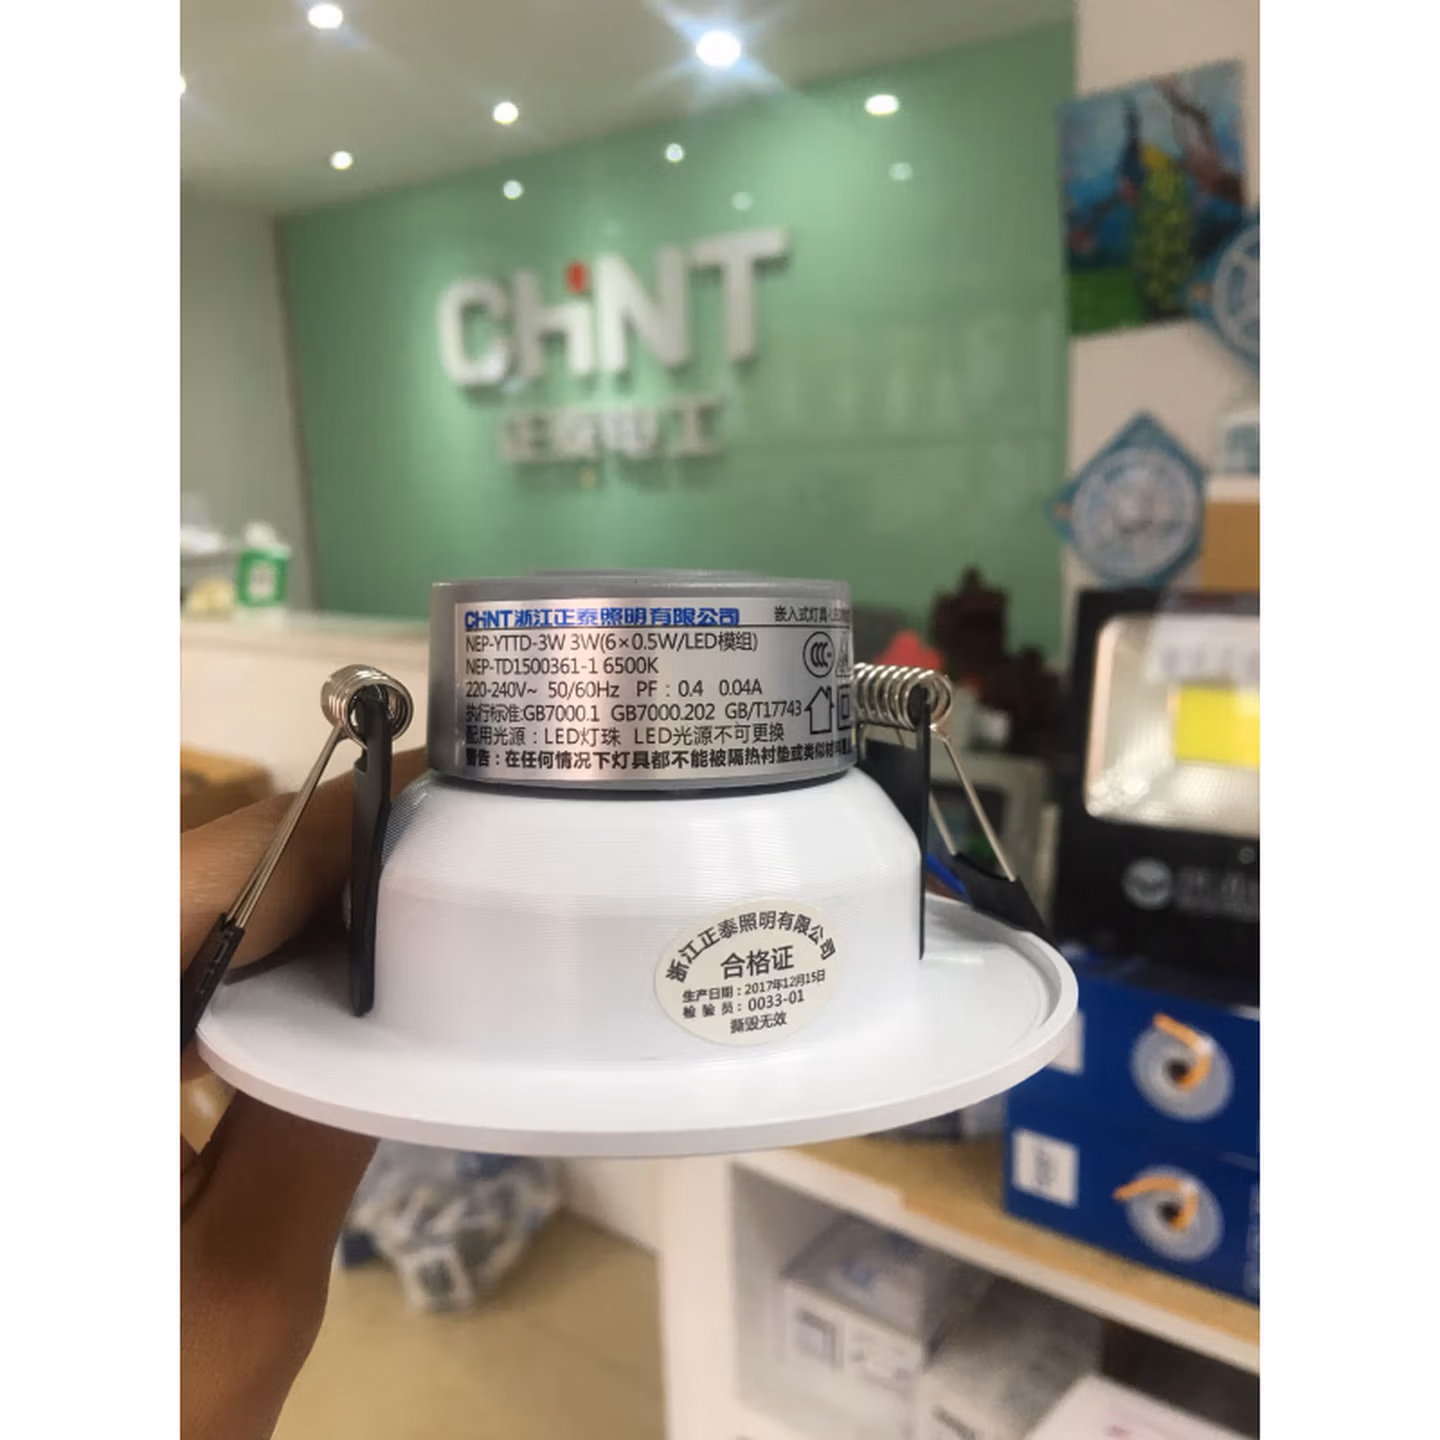 CHiNT
正泰电工
CHiNT浙江正泰照明有限公司 嵌入式灯具
NEP-YTTD-3W 3W(6×0.5W/LED模组)
NEP-TD1500361-1 6500K
220-240V~ 50/60Hz PF：0.4 0.04A
执行标准:GB7000.1 GB7000.202 GB/T17743
配用光源：LED灯珠 LED光源不可更换
警告：在任何情况下灯具都不能被隔热衬垫或类似材
浙江正泰照明有限公司
合格证
生产日期：2017年12月15日
检验员：0033-01
撕毁无效